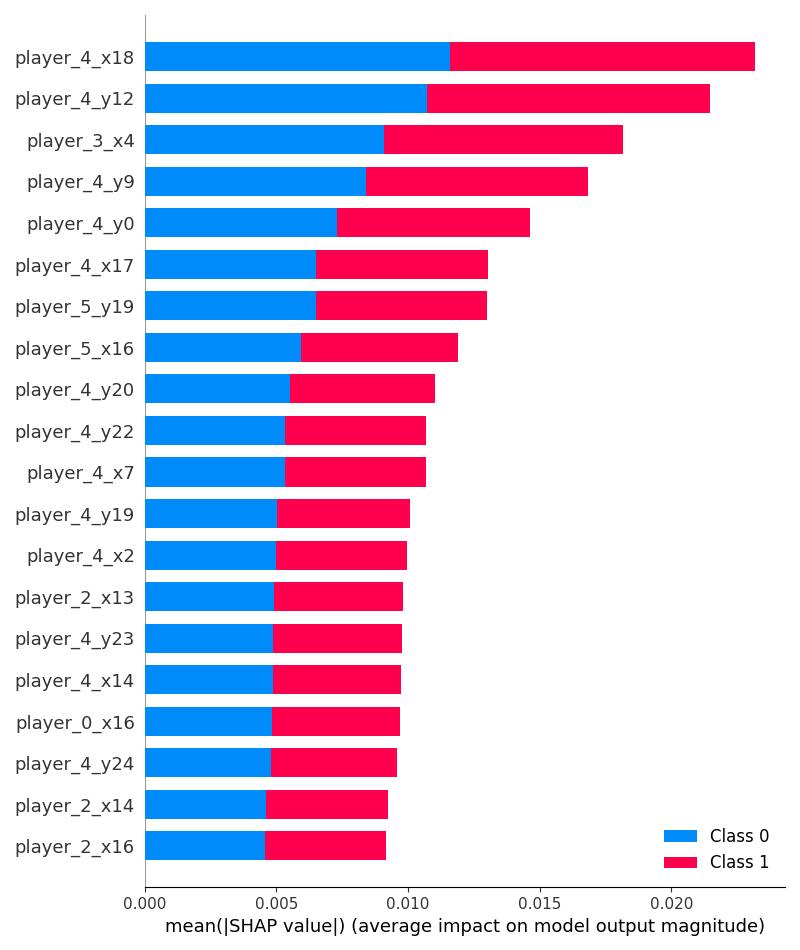 player_4_x18
player_4_y12
player_3_x4
player_4_y9
player_4_y0
player_4_x17
player_5_y19
player_5_x16
player_4_y20
player_4_y22
player_4_x7
player_4_y19
player_4_x2
player_2_x13
player_4_y23
player_4_x14
player_0_x16
player_4_y24
player_2_x14
player_2_x16
Class 0
Class 1
0.000 0.005 0.010 0.015 0.020
mean(|SHAP value|) (average impact on model output magnitude)